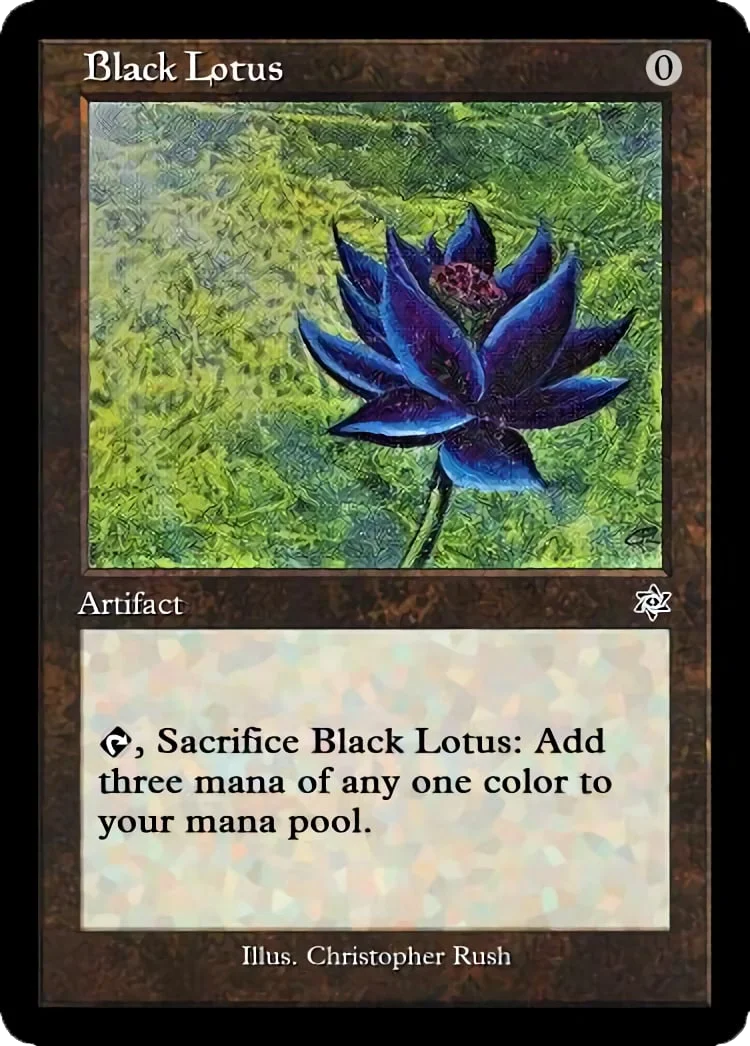 Black Lotus 0
Artifact
, Sacrifice Black Lotus: Add
three mana of any one color to
your mana pool.
Illus. Christopher Rush